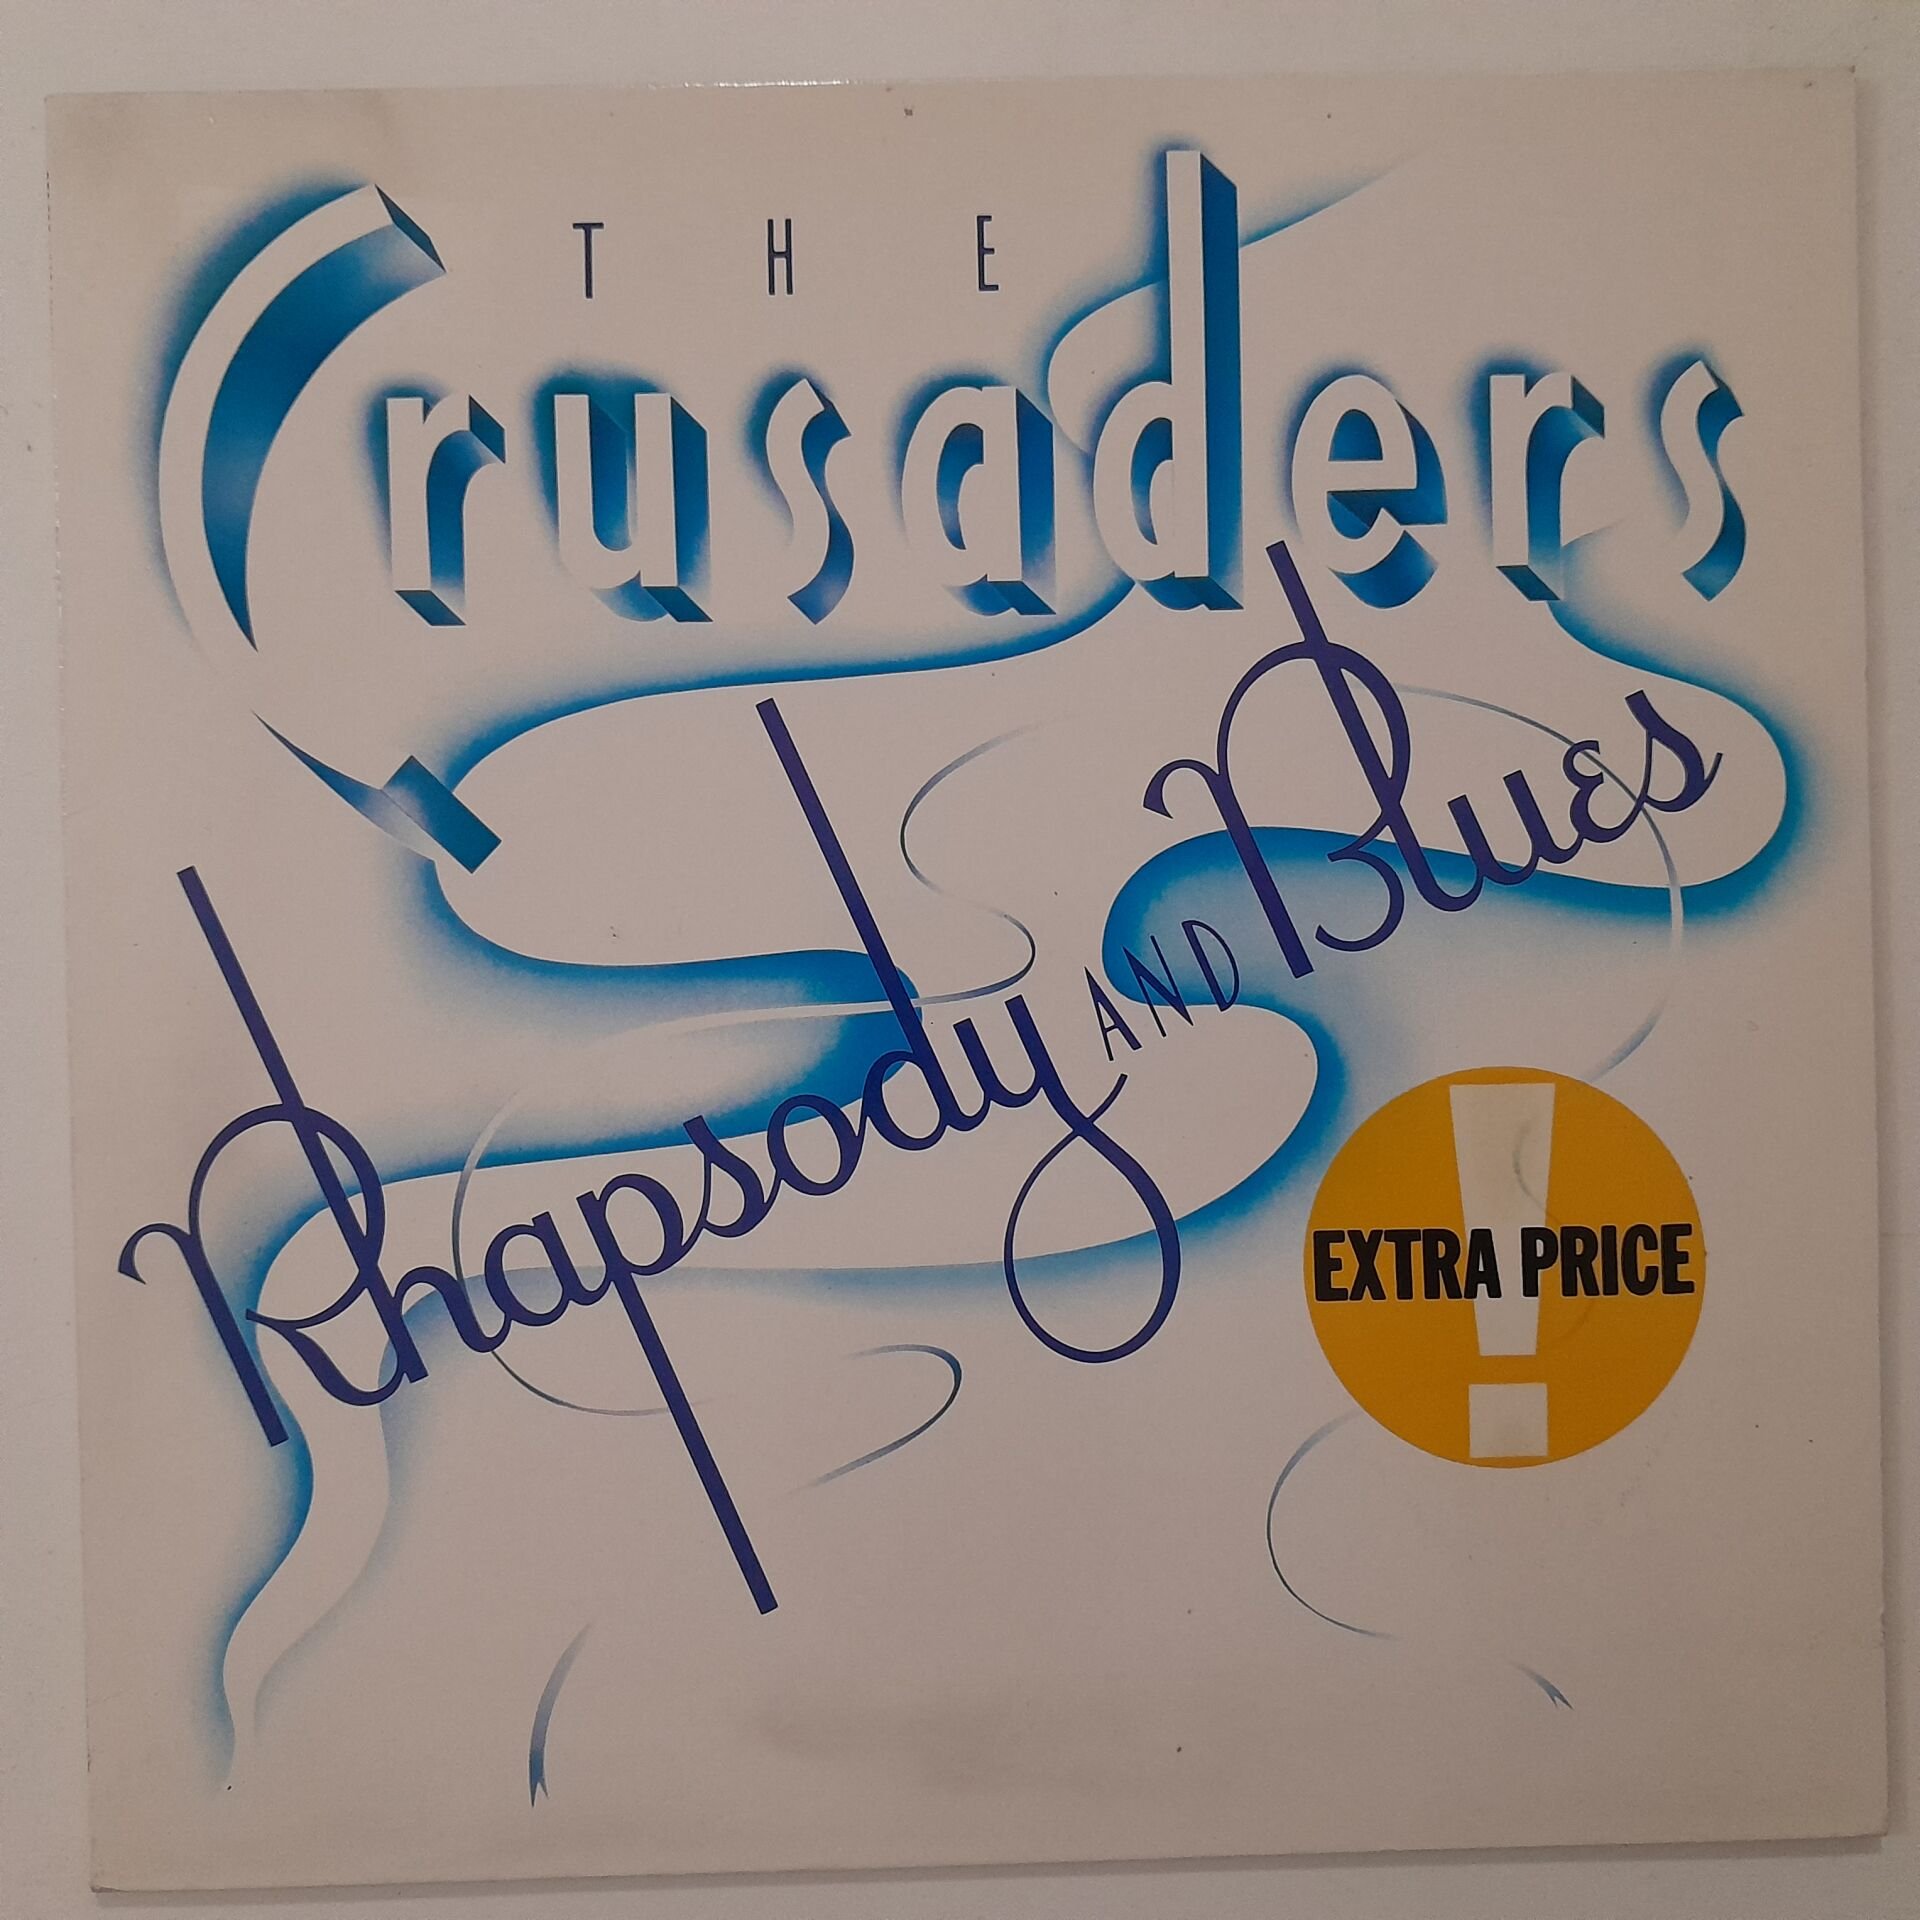 THE
Crusaders
Rhapsody AND Blues
!
EXTRA PRICE